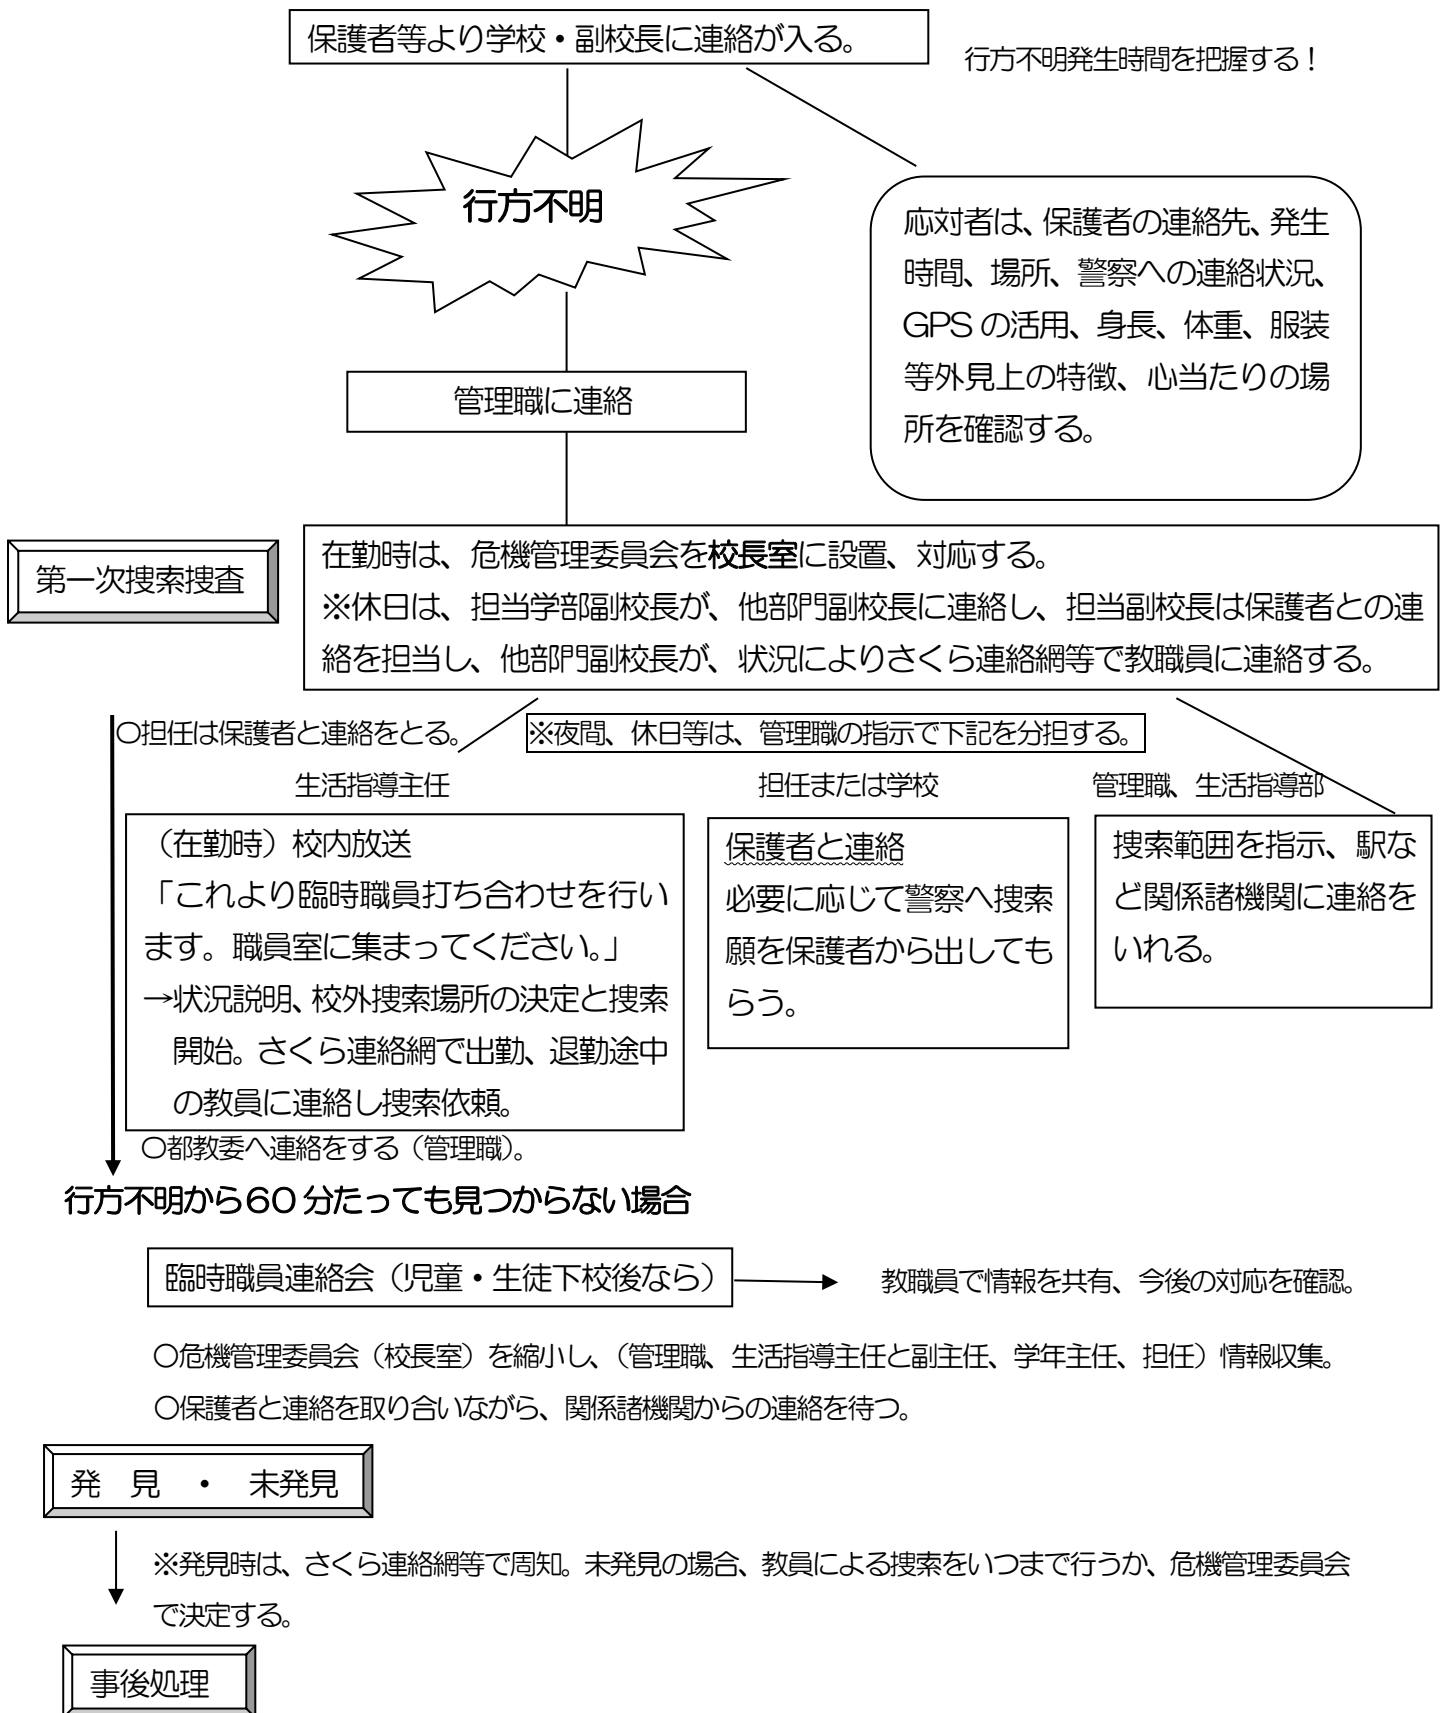 保護者等より学校・副校長に連絡が入る。
行方不明発生時間を把握する！
行方不明
応対者は、保護者の連絡先、発生
時間、場所、警察への連絡状況、
GPSの活用、身長、体重、服装
等外見上の特徴、心当たりの場
所を確認する。
管理職に連絡
第一次捜索捜査
在勤時は、危機管理委員会を校長室に設置、対応する。
※休日は、担当学部副校長が、他部門副校長に連絡し、担当副校長は保護者との連
絡を担当し、他部門副校長が、状況によりさくら連絡網等で教職員に連絡する。
〇担任は保護者と連絡をとる。
※夜間、休日等は、管理職の指示で下記を分担する。
生活指導主任
（在勤時）校内放送
「これより臨時職員打ち合わせを行い
ます。職員室に集まってください。」
→状況説明、校外捜索場所の決定と捜索
開始。さくら連絡網で出勤、退勤途中
の教員に連絡し捜索依頼。
担任または学校
保護者と連絡
必要に応じて警察へ捜索
願を保護者から出しても
らう。
管理職、生活指導部
捜索範囲を指示、駅な
ど関係諸機関に連絡を
いれる。
〇都教委へ連絡をする（管理職）。
行方不明から60分たっても見つからない場合
臨時職員連絡会（児童・生徒下校後なら）
教職員で情報を共有、今後の対応を確認。
〇危機管理委員会（校長室）を縮小し、（管理職、生活指導主任と副主任、学年主任、担任）情報収集。
〇保護者と連絡を取り合いながら、関係諸機関からの連絡を待つ。
発　見　・　未発見
※発見時は、さくら連絡網等で周知。未発見の場合、教員による捜索をいつまで行うか、危機管理委員会
で決定する。
事後処理